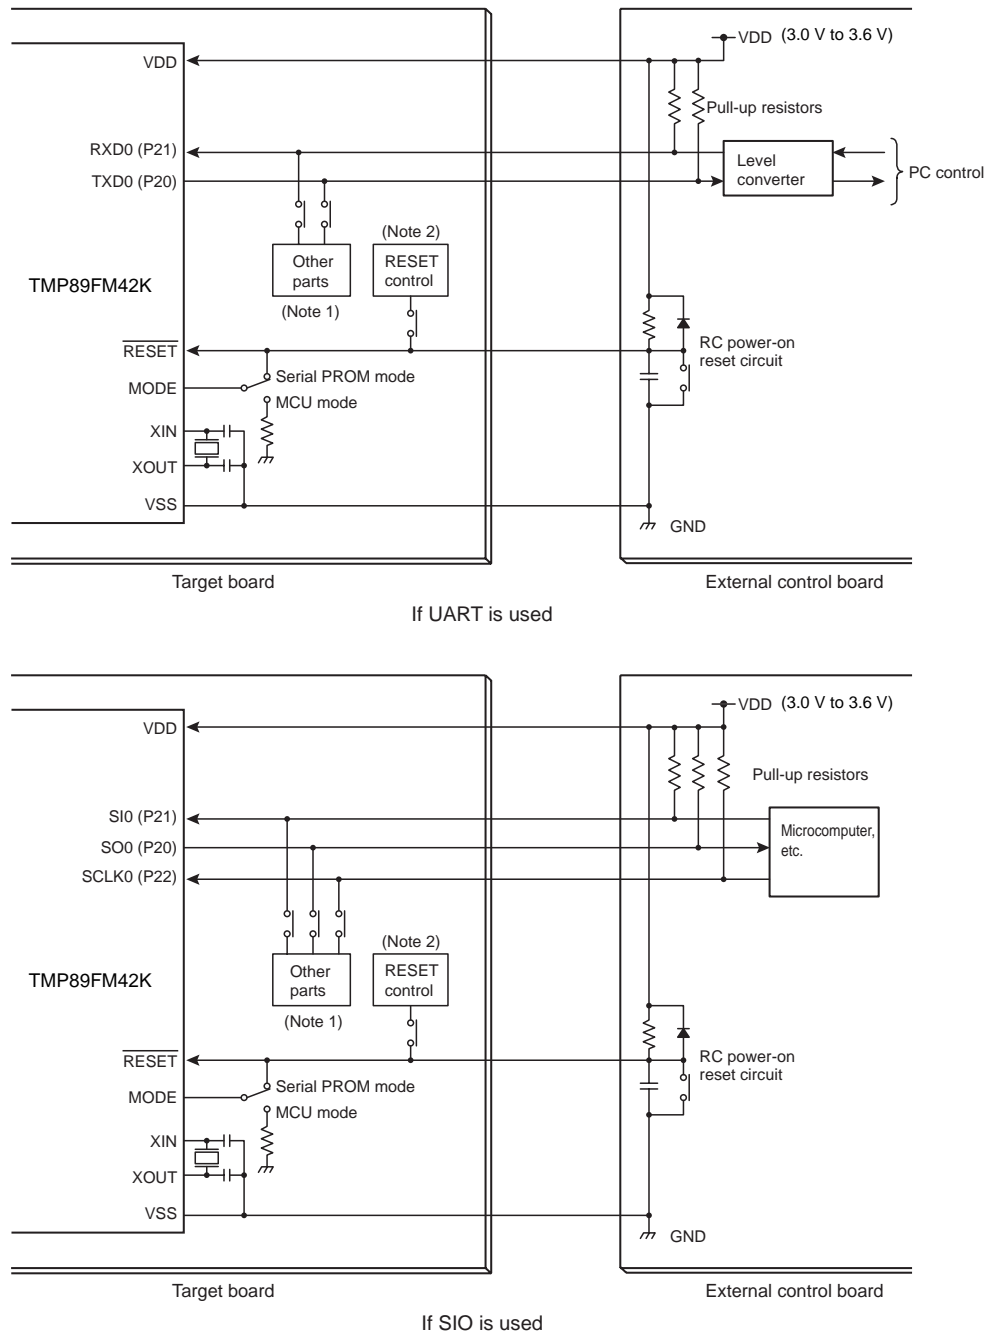 VDD (3.0 V to 3.6 V)
VDD
Pull-up resistors
RXD0 (P21)
TXD0 (P20)
Level
converter
PC control
(Note 2)
Other
parts
RESET
control
TMP89FM42K
(Note 1)
RESET
RC power-on
reset circuit
Serial PROM mode
MODE
MCU mode
XIN
XOUT
VSS
GND
Target board
External control board
If UART is used
VDD (3.0 V to 3.6 V)
VDD
Pull-up resistors
SI0 (P21)
Microcomputer,
etc.
SO0 (P20)
SCLK0 (P22)
(Note 2)
Other
parts
RESET
control
TMP89FM42K
(Note 1)
RESET
RC power-on
reset circuit
Serial PROM mode
MODE
MCU mode
XIN
XOUT
VSS
GND
Target board
External control board
If SIO is used